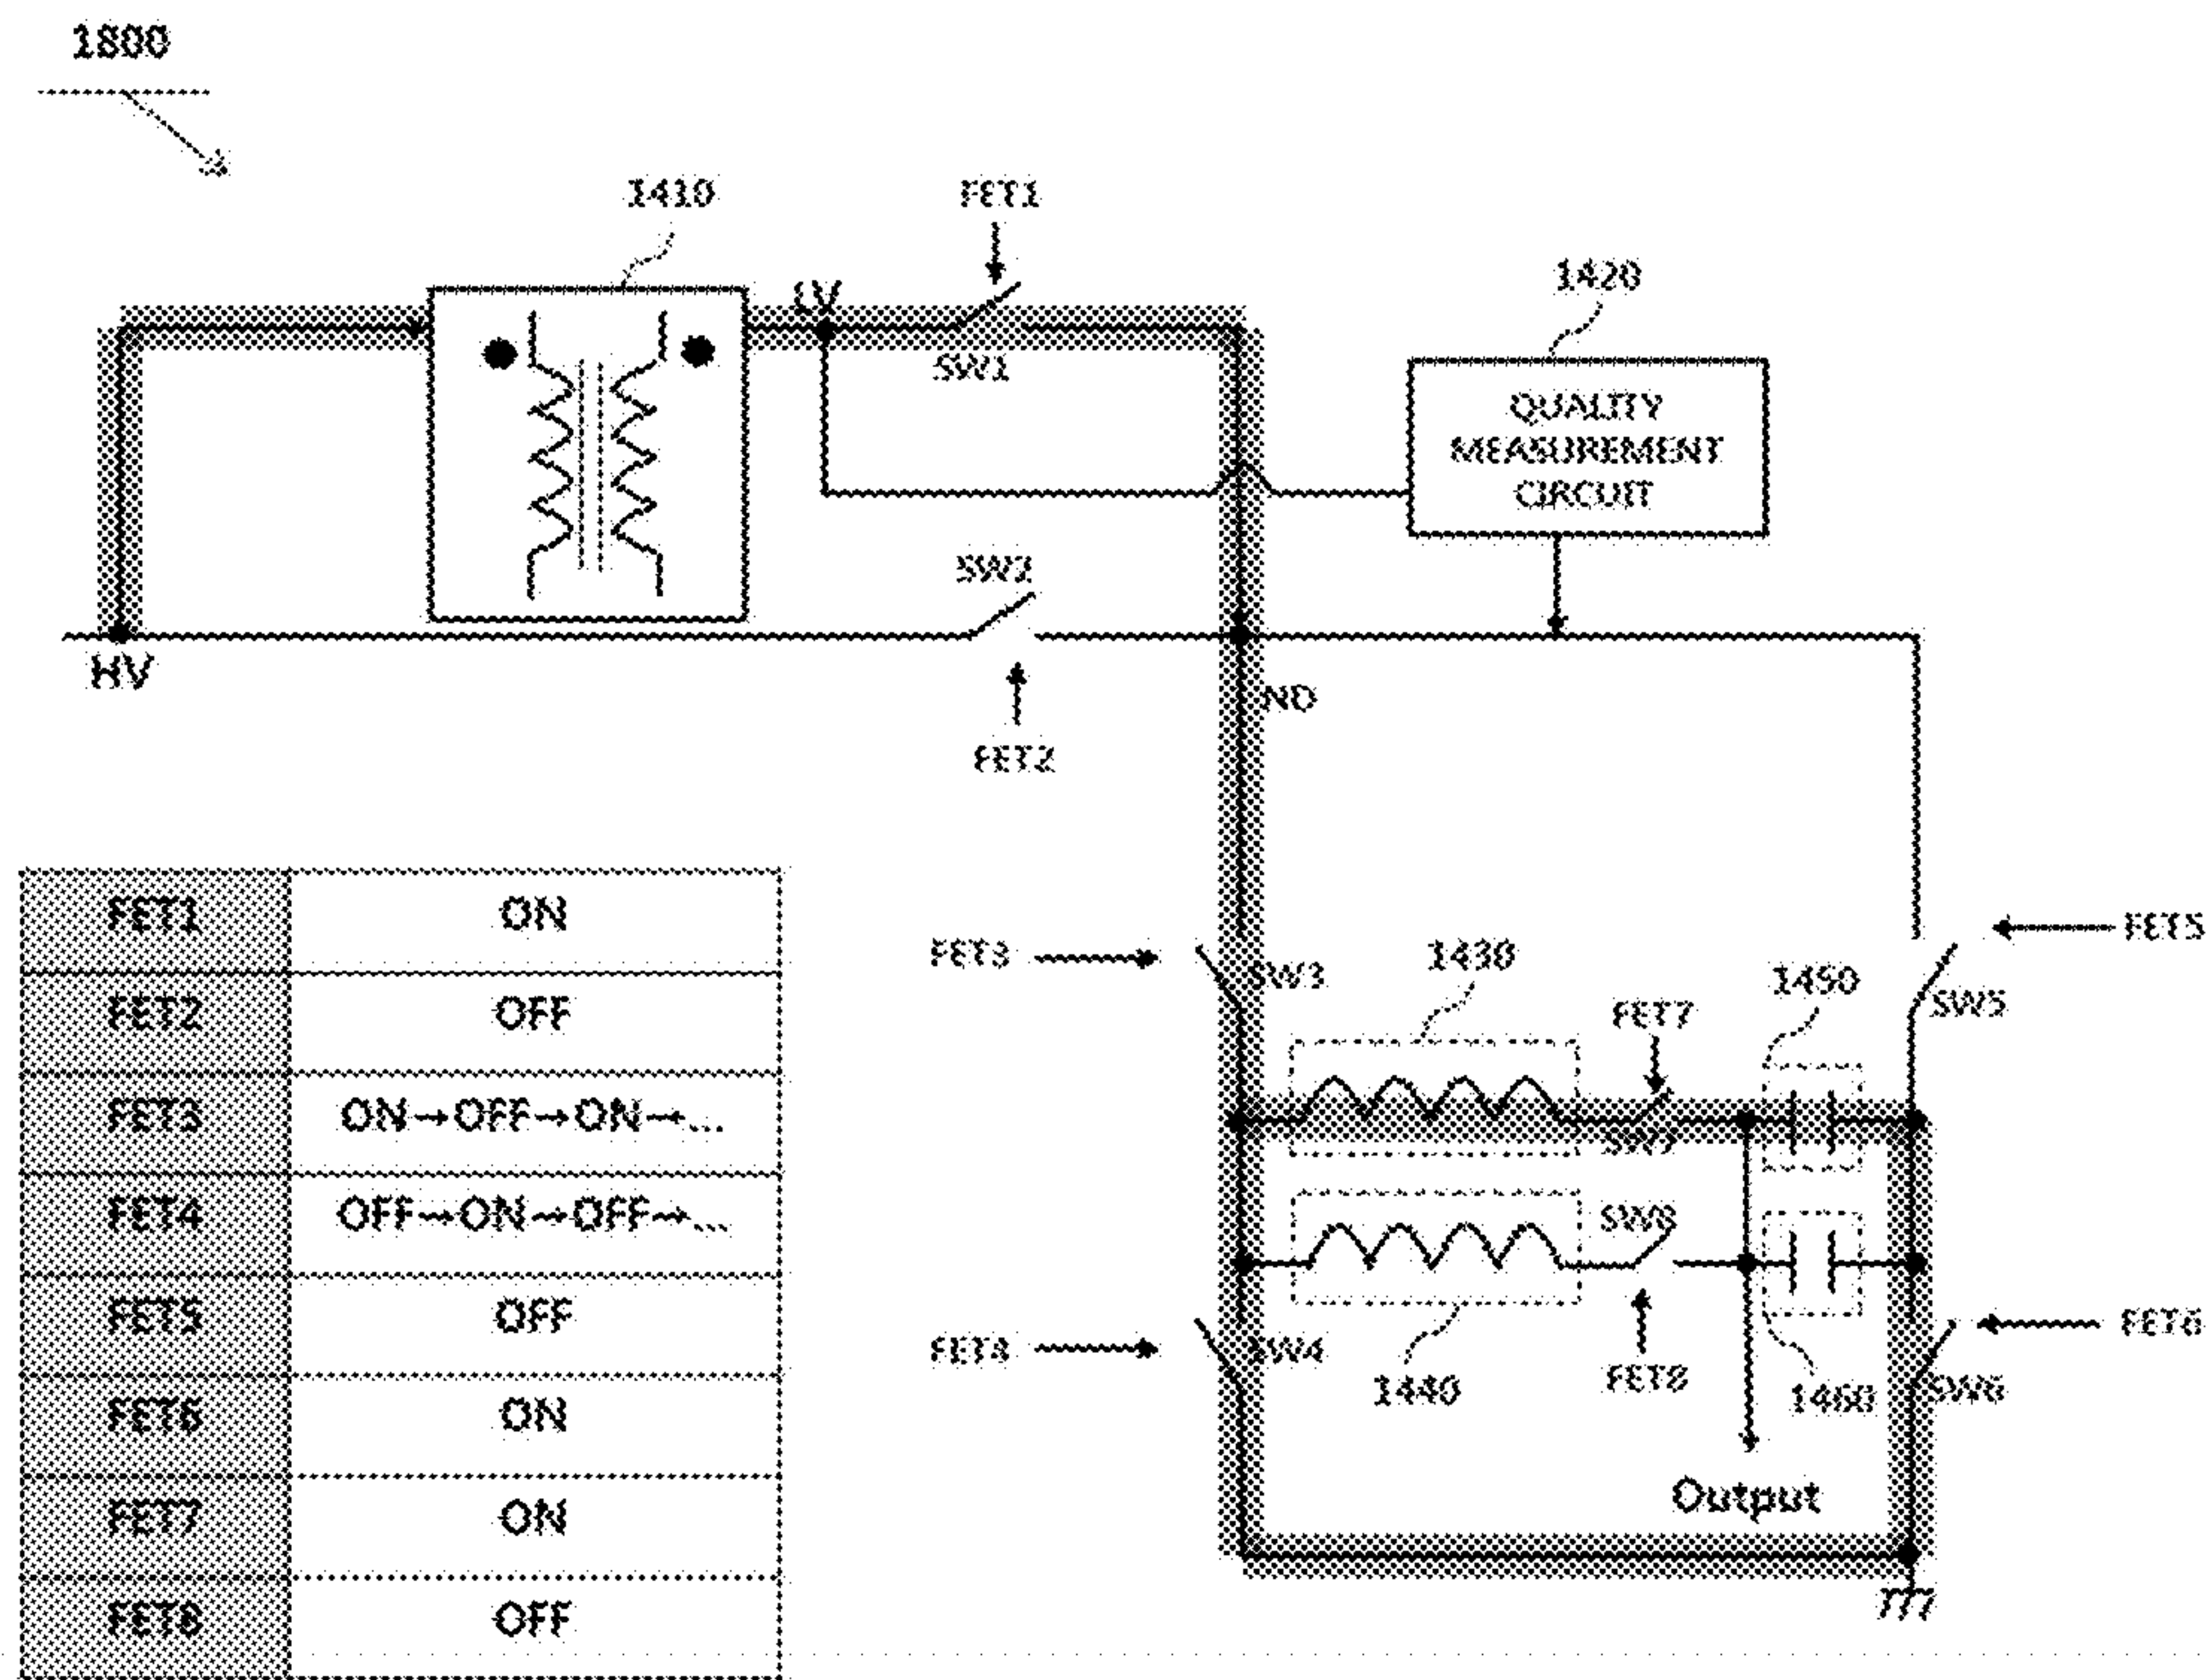 1800
1410
FET1
1420
LV
SW1
QUALITY
MEASUREMENT
CIRCUIT
SW2
HV
ND
FET2
FET1 ON
FET2 OFF
FET3 ON→OFF→ON→...
FET4 OFF→ON→OFF→...
FET5 OFF
FET6 ON
FET7 ON
FET8 OFF
FET3
SW3
1430
FET7
1450
SW5
FET5
SW7
SW8
FET4
SW4
1440
FET8
1460
SW6
FET6
Output